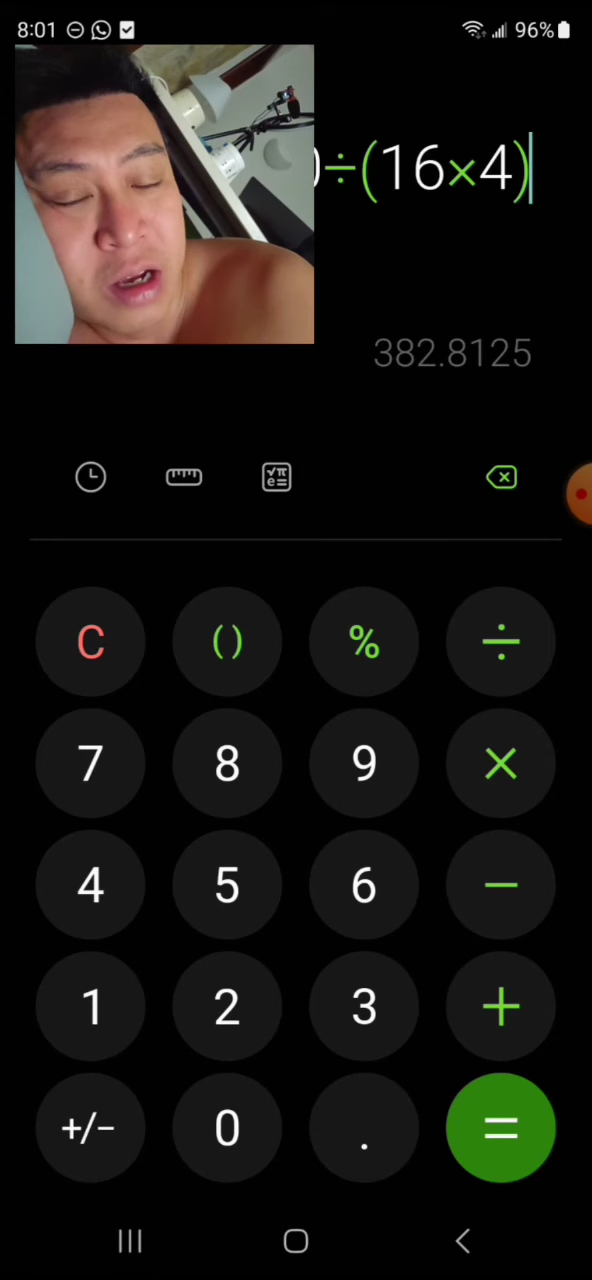 8:01 96%
÷(16×4)
382.8125
C ( ) % ÷
7 8 9 ×
4 5 6 −
1 2 3 +
+/− 0 . =